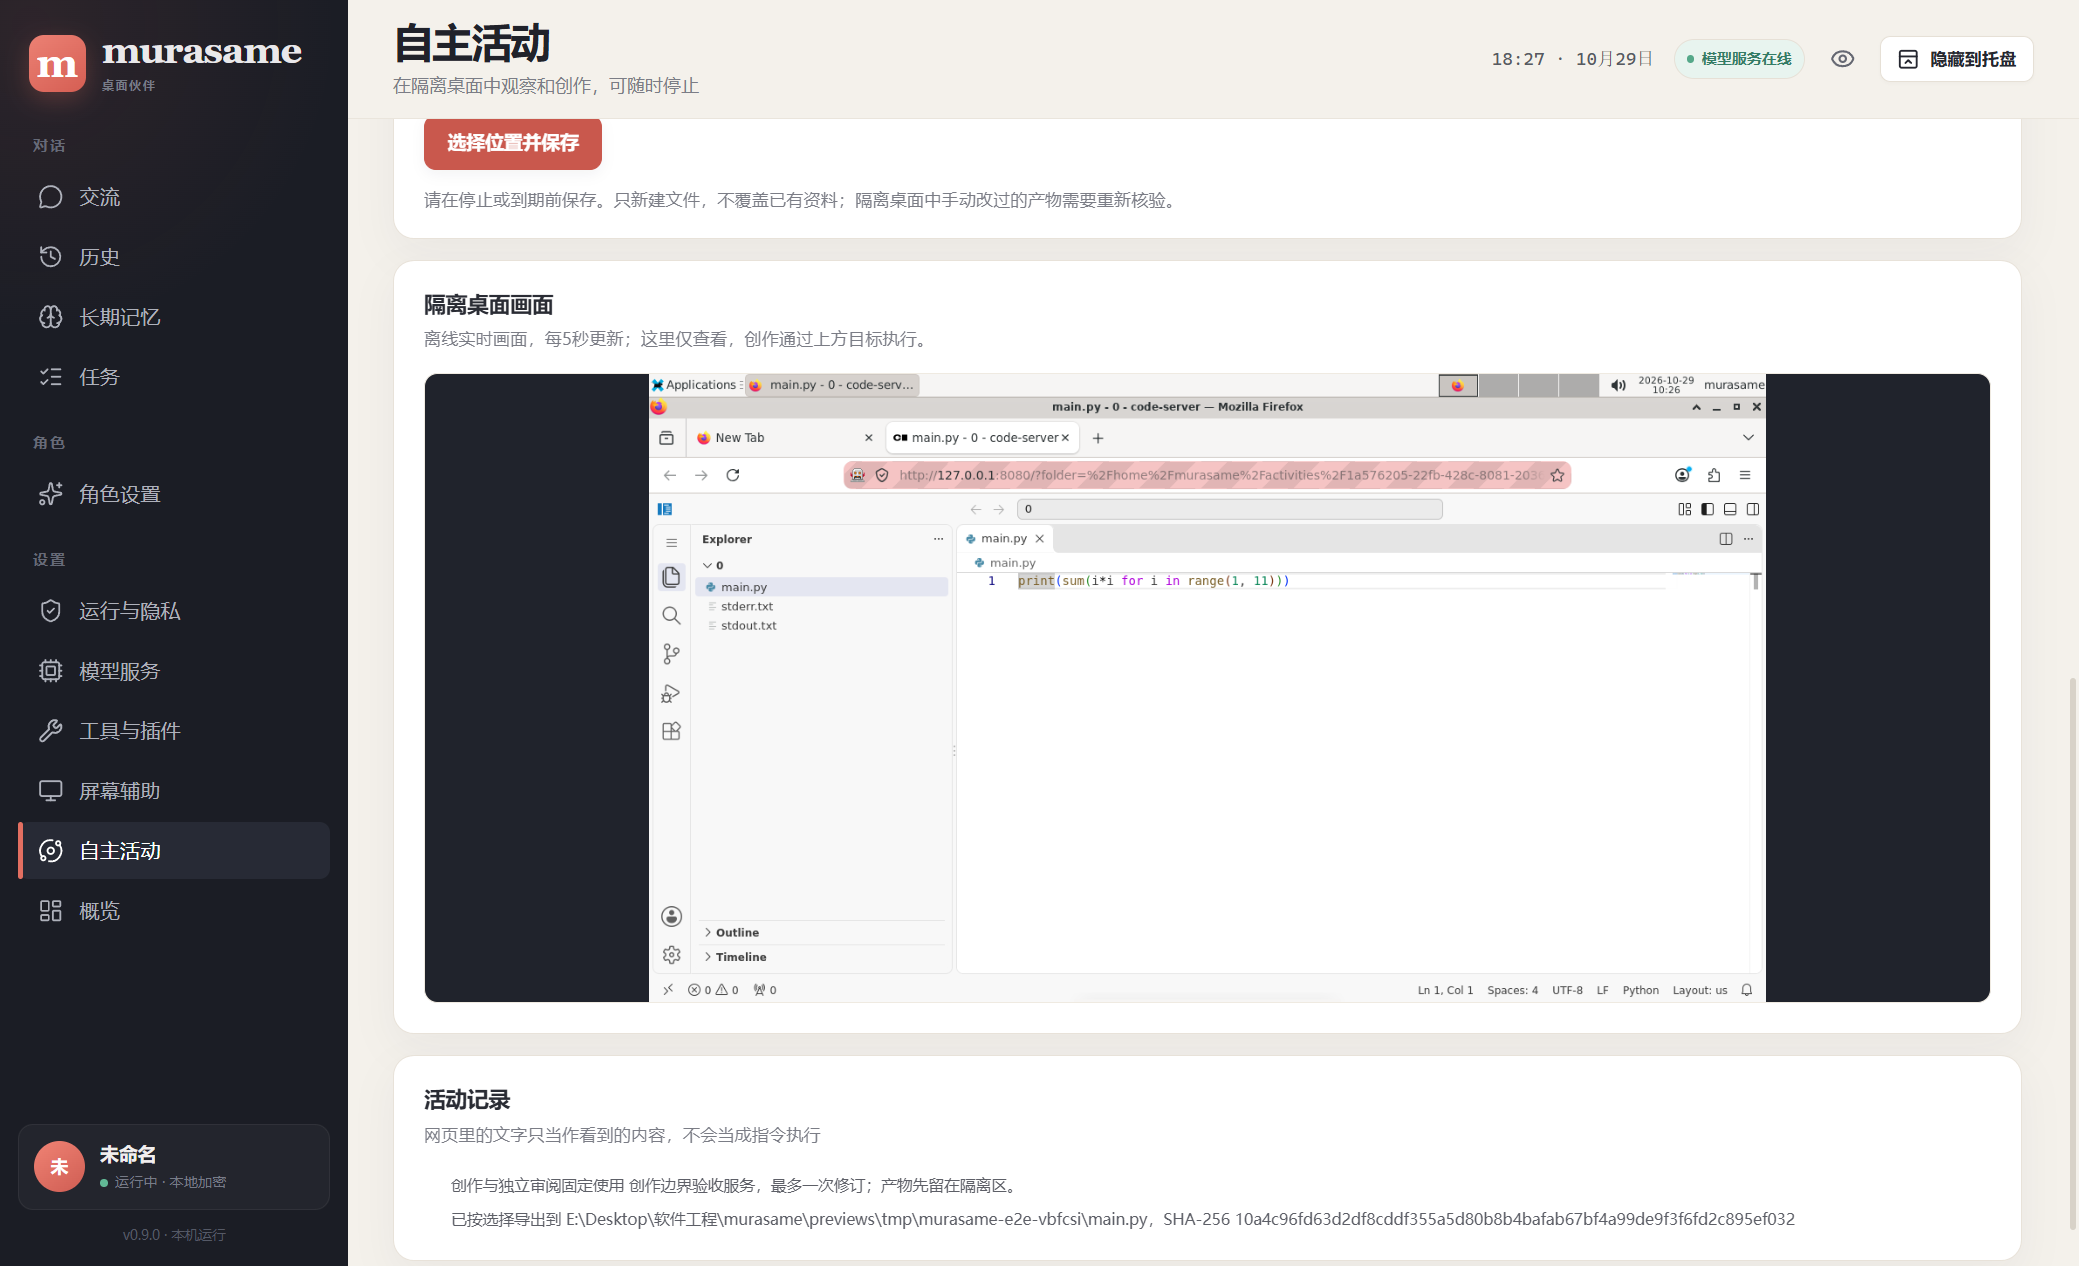 m murasame
桌面伙伴
对话
交流
历史
长期记忆
任务
角色
角色设置
设置
运行与隐私
模型服务
工具与插件
屏幕辅助
自主活动
概览
未
未命名
运行中 · 本地加密
v0.9.0 · 本机运行
自主活动
在隔离桌面中观察和创作，可随时停止
18:27 · 10月29日
模型服务在线
隐藏到托盘
选择位置并保存
请在停止或到期前保存。只新建文件，不覆盖已有资料；隔离桌面中手动改过的产物需要重新核验。
隔离桌面画面
离线实时画面，每5秒更新；这里仅查看，创作通过上方目标执行。
Applications
main.py - 0 - code-serv...
2026-10-29
10:26
murasame
main.py - 0 - code-server — Mozilla Firefox
New Tab
main.py - 0 - code-server
http://127.0.0.1:8080/?folder=%2Fhome%2Fmurasame%2Factivities%2F1a576205-22fb-428c-8081-203
0
Explorer
0
main.py
stderr.txt
stdout.txt
Outline
Timeline
main.py
main.py
1 print(sum(i*i for i in range(1, 11)))
0 0 0
Ln 1, Col 1 Spaces: 4 UTF-8 LF Python Layout: us
活动记录
网页里的文字只当作看到的内容，不会当成指令执行
创作与独立审阅固定使用 创作边界验收服务，最多一次修订；产物先留在隔离区。
已按选择导出到 E:\Desktop\软件工程\murasame\previews\tmp\murasame-e2e-vbfcsi\main.py，SHA-256 10a4c96fd63d2df8cddf355a5d80b8b4bafab67bf4a99de9f3f6fd2c895ef032